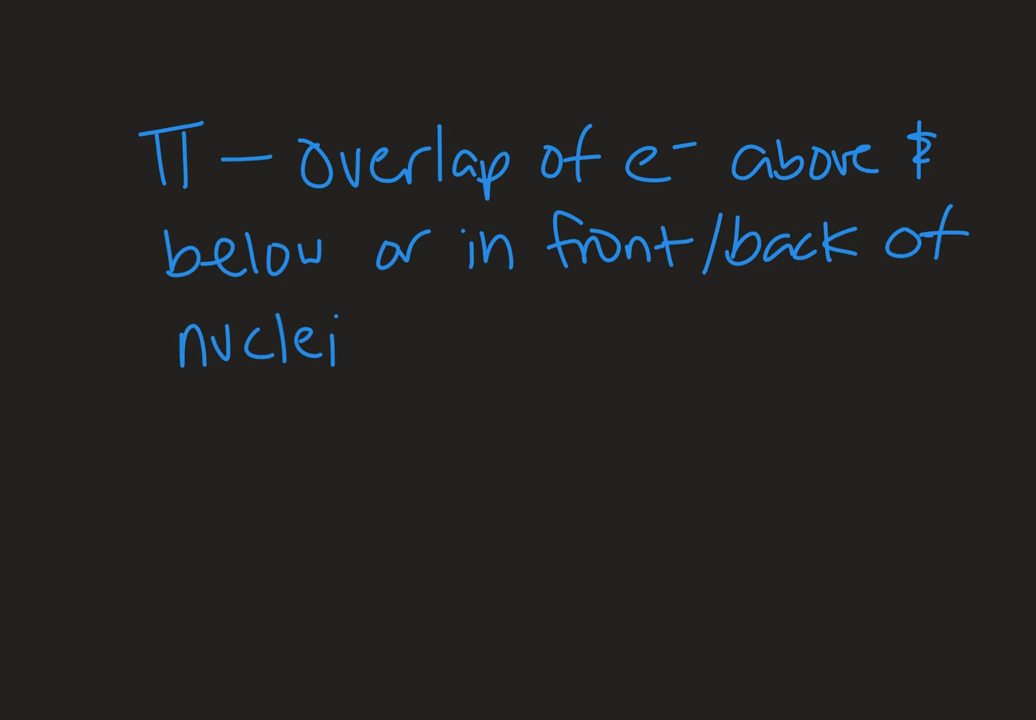 π — overlap of e⁻ above &
below or in front/back of
nuclei